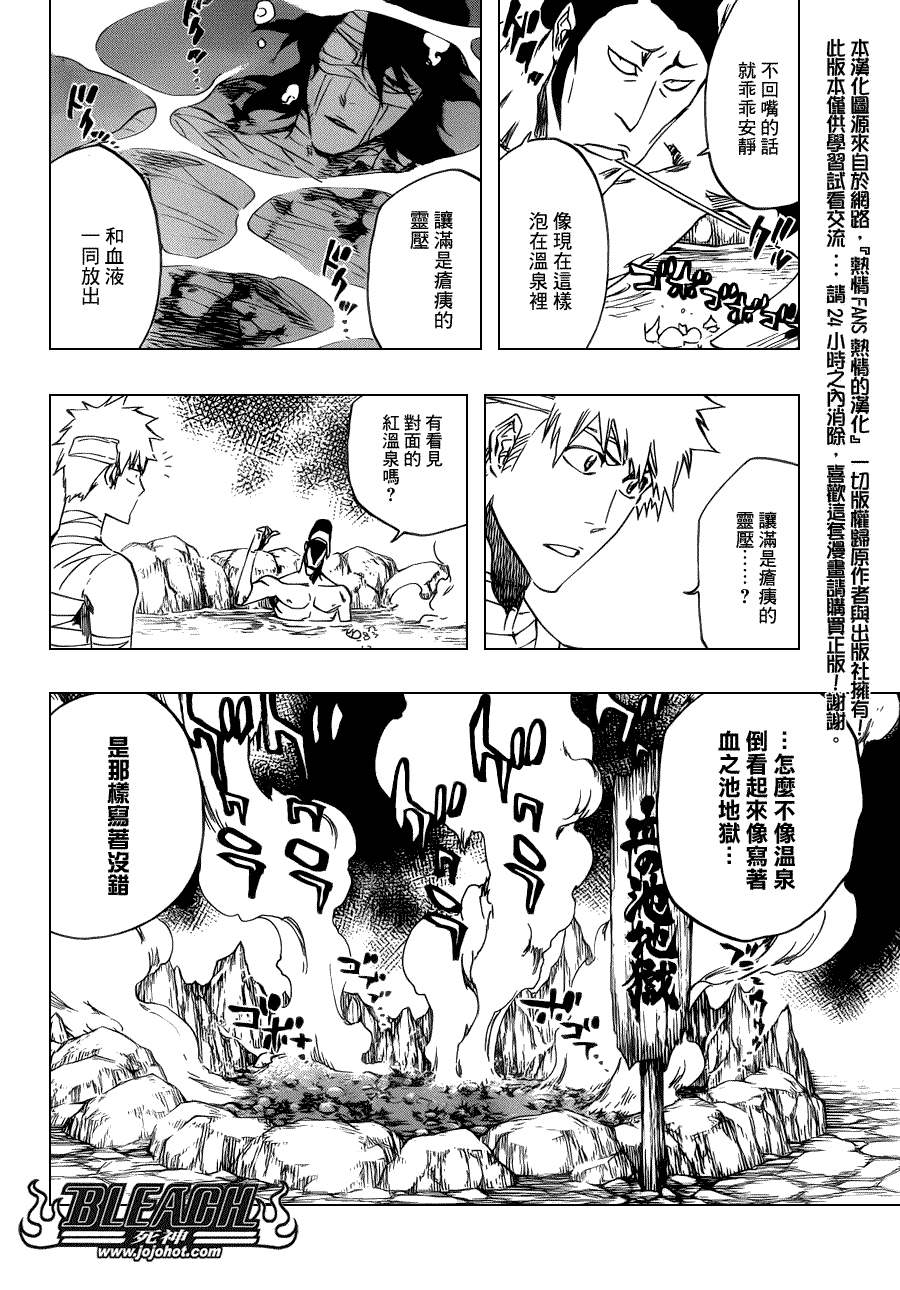 不回嘴的話
就乖乖安靜
像現在這樣
泡在溫泉裡
讓滿是瘡痍的
靈壓
和血液
一同放出
讓滿是瘡痍的
靈壓……?
有看見
對面的
紅溫泉嗎?
…怎麼不像溫泉
倒看起來像寫著
血之池地獄…
血の池地獄
是那樣寫著沒錯
本漢化圖源來自於網路，『熱情FANS熱情的漢化』一切版權歸原作者與出版社擁有!
此版本僅供學習試看交流… 請24小時之內消除，喜歡這套漫畫請購買正版!謝謝。
BLEACH
死神
www.jojohot.com